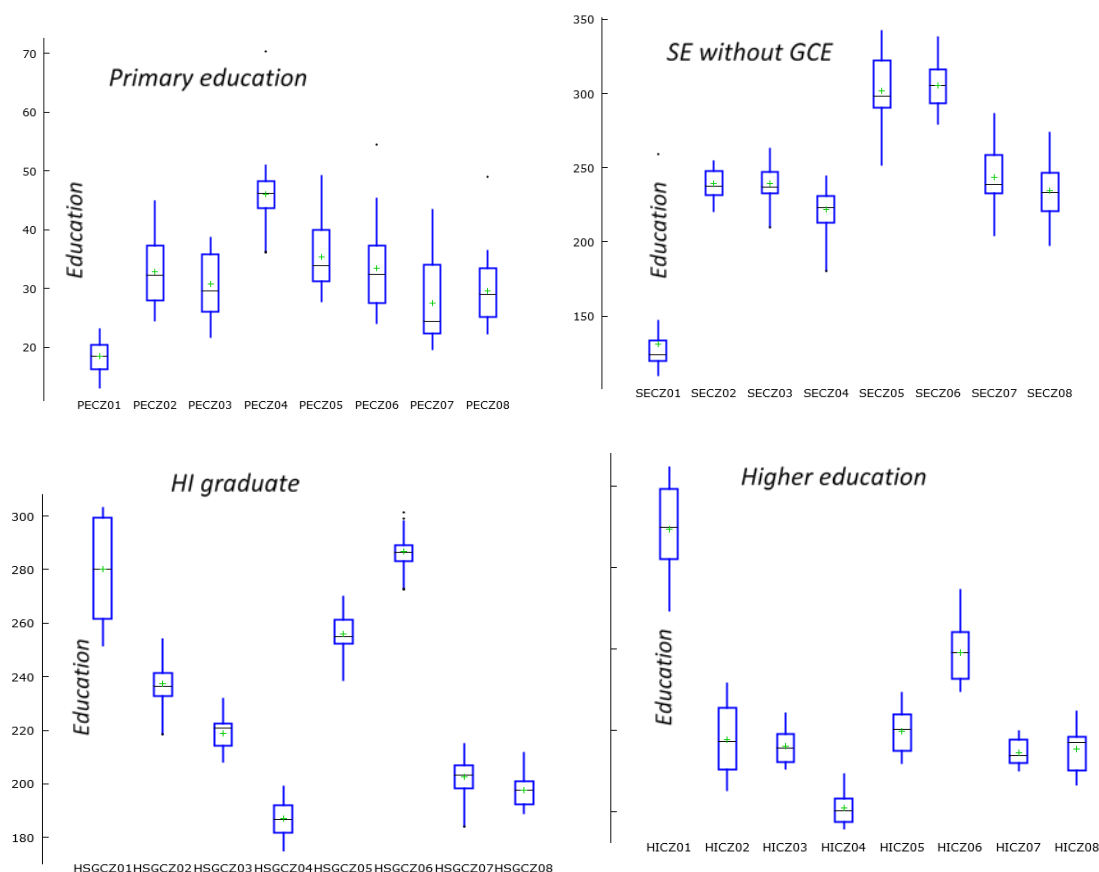 Primary education
70
60
50
40
30
20
Education
PECZ01 PECZ02 PECZ03 PECZ04 PECZ05 PECZ06 PECZ07 PECZ08
SE without GCE
350
300
250
200
150
Education
SECZ01 SECZ02 SECZ03 SECZ04 SECZ05 SECZ06 SECZ07 SECZ08
HI graduate
300
280
260
240
220
200
180
Education
HSGCZ01 HSGCZ02 HSGCZ03 HSGCZ04 HSGCZ05 HSGCZ06 HSGCZ07 HSGCZ08
Higher education
Education
HICZ01 HICZ02 HICZ03 HICZ04 HICZ05 HICZ06 HICZ07 HICZ08